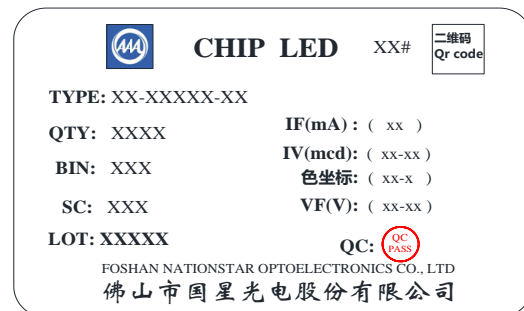 AAA CHIP LED XX# 二维码
Qr code
TYPE: XX-XXXXX-XX
QTY: XXXX IF(mA) : ( xx )
IV(mcd): ( xx-xx )
BIN: XXX 色坐标: ( xx-x )
SC: XXX VF(V): ( xx-xx )
LOT: XXXXX QC: QC
PASS
FOSHAN NATIONSTAR OPTOELECTRONICS CO., LTD
佛山市国星光电股份有限公司